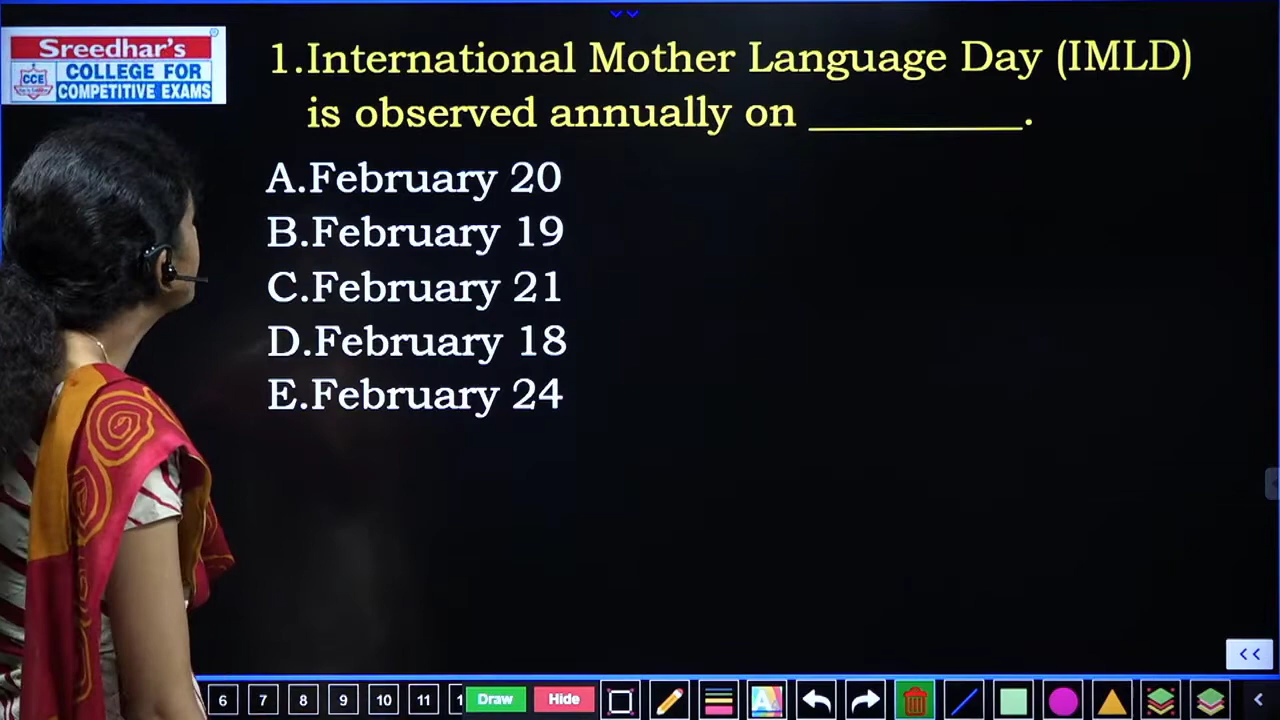 Sreedhar's
CCE
COLLEGE FOR
COMPETITIVE EXAMS
1.International Mother Language Day (IMLD)
is observed annually on __________.
A.February 20
B.February 19
C.February 21
D.February 18
E.February 24
6 7 8 9 10 11 1 Draw Hide A